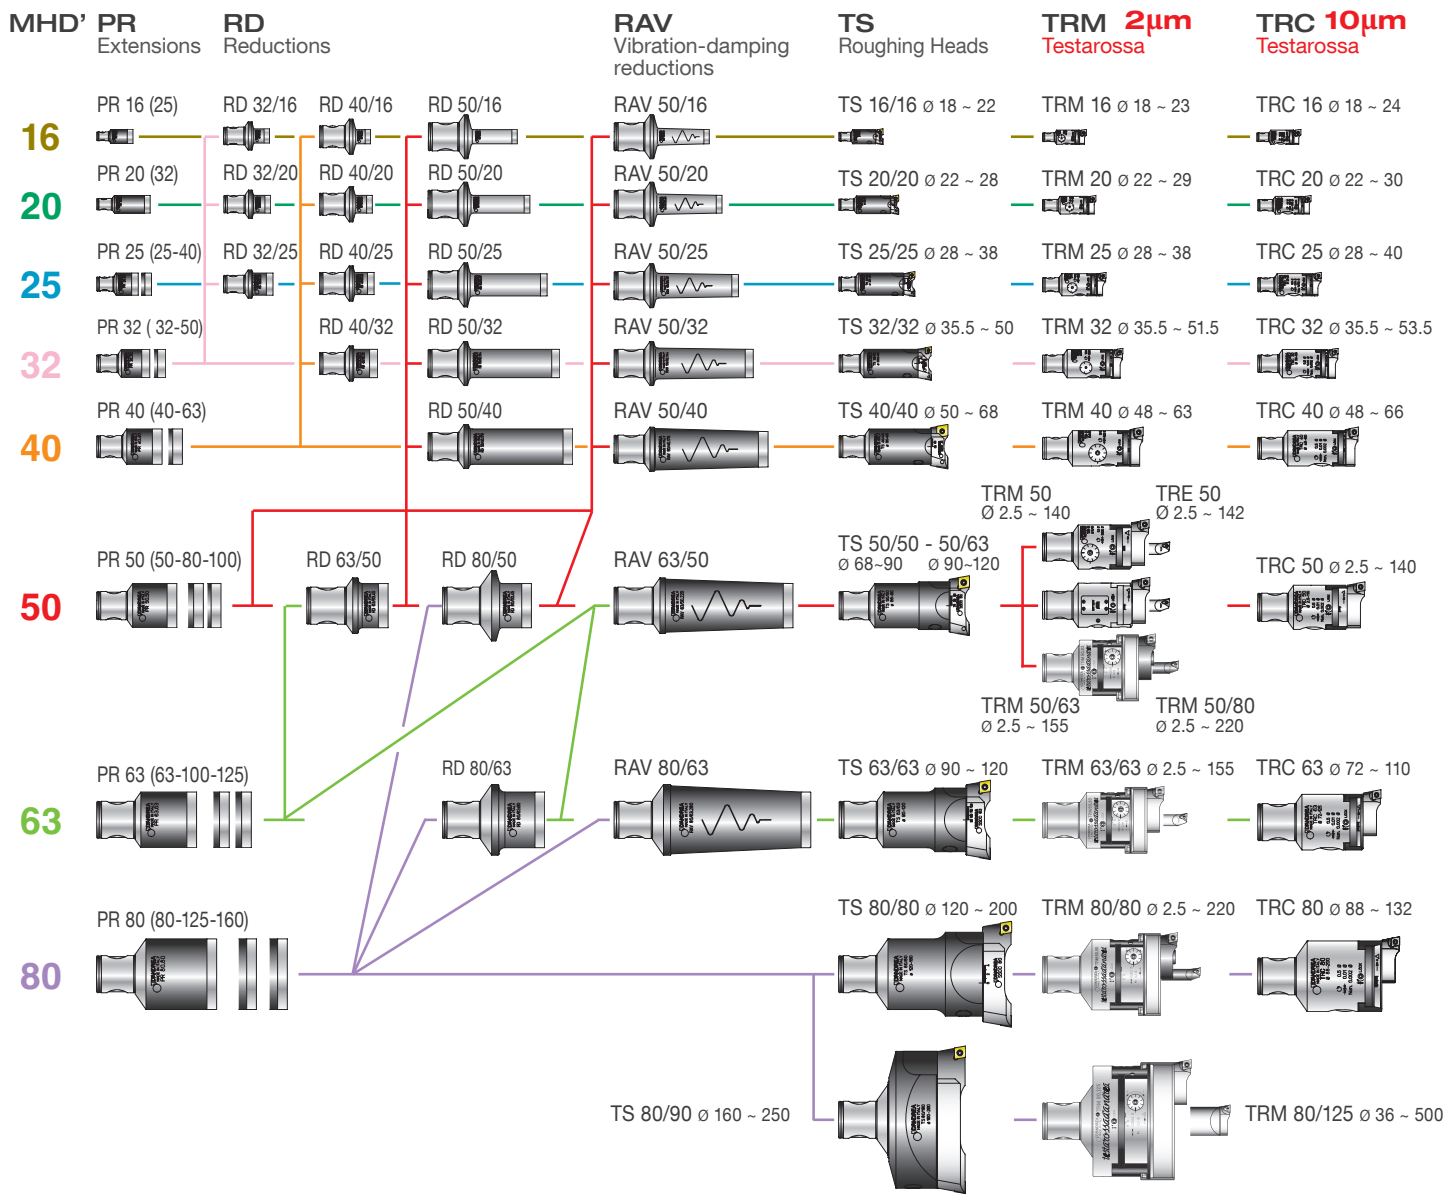 MHD' PR RD RAV TS TRM 2µm TRC 10µm
Extensions Reductions Vibration-damping Roughing Heads Testarossa Testarossa
reductions
PR 16 (25) RD 32/16 RD 40/16 RD 50/16 RAV 50/16 TS 16/16 Ø 18 ~ 22 TRM 16 Ø 18 ~ 23 TRC 16 Ø 18 ~ 24
16
PR 20 (32) RD 32/20 RD 40/20 RD 50/20 RAV 50/20 TS 20/20 Ø 22 ~ 28 TRM 20 Ø 22 ~ 29 TRC 20 Ø 22 ~ 30
20
PR 25 (25-40) RD 32/25 RD 40/25 RD 50/25 RAV 50/25 TS 25/25 Ø 28 ~ 38 TRM 25 Ø 28 ~ 38 TRC 25 Ø 28 ~ 40
25
PR 32 ( 32-50) RD 40/32 RD 50/32 RAV 50/32 TS 32/32 Ø 35.5 ~ 50 TRM 32 Ø 35.5 ~ 51.5 TRC 32 Ø 35.5 ~ 53.5
32
PR 40 (40-63) RD 50/40 RAV 50/40 TS 40/40 Ø 50 ~ 68 TRM 40 Ø 48 ~ 63 TRC 40 Ø 48 ~ 66
40
TRM 50 TRE 50
Ø 2.5 ~ 140 Ø 2.5 ~ 142
PR 50 (50-80-100) RD 63/50 RD 80/50 RAV 63/50 TS 50/50 - 50/63 TRC 50 Ø 2.5 ~ 140
Ø 68~90 Ø 90~120
50
TRM 50/63 TRM 50/80
Ø 2.5 ~ 155 Ø 2.5 ~ 220
PR 63 (63-100-125) RD 80/63 RAV 80/63 TS 63/63 Ø 90 ~ 120 TRM 63/63 Ø 2.5 ~ 155 TRC 63 Ø 72 ~ 110
63
PR 80 (80-125-160) TS 80/80 Ø 120 ~ 200 TRM 80/80 Ø 2.5 ~ 220 TRC 80 Ø 88 ~ 132
80
TS 80/90 Ø 160 ~ 250 TRM 80/125 Ø 36 ~ 500